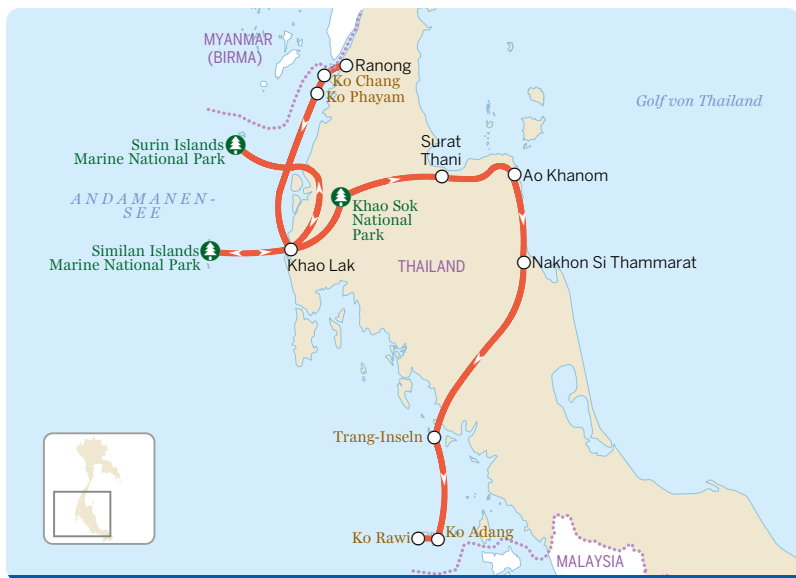 MYANMAR
(BIRMA)
Ranong
Ko Chang
Ko Phayam
Golf von Thailand
Surin Islands
Marine National Park
Surat
Thani
Ao Khanom
ANDAMANEN-
SEE
Khao Sok
National
Park
Similan Islands
Marine National Park
Khao Lak
THAILAND
Nakhon Si Thammarat
Trang-Inseln
Ko Rawi
Ko Adang
MALAYSIA